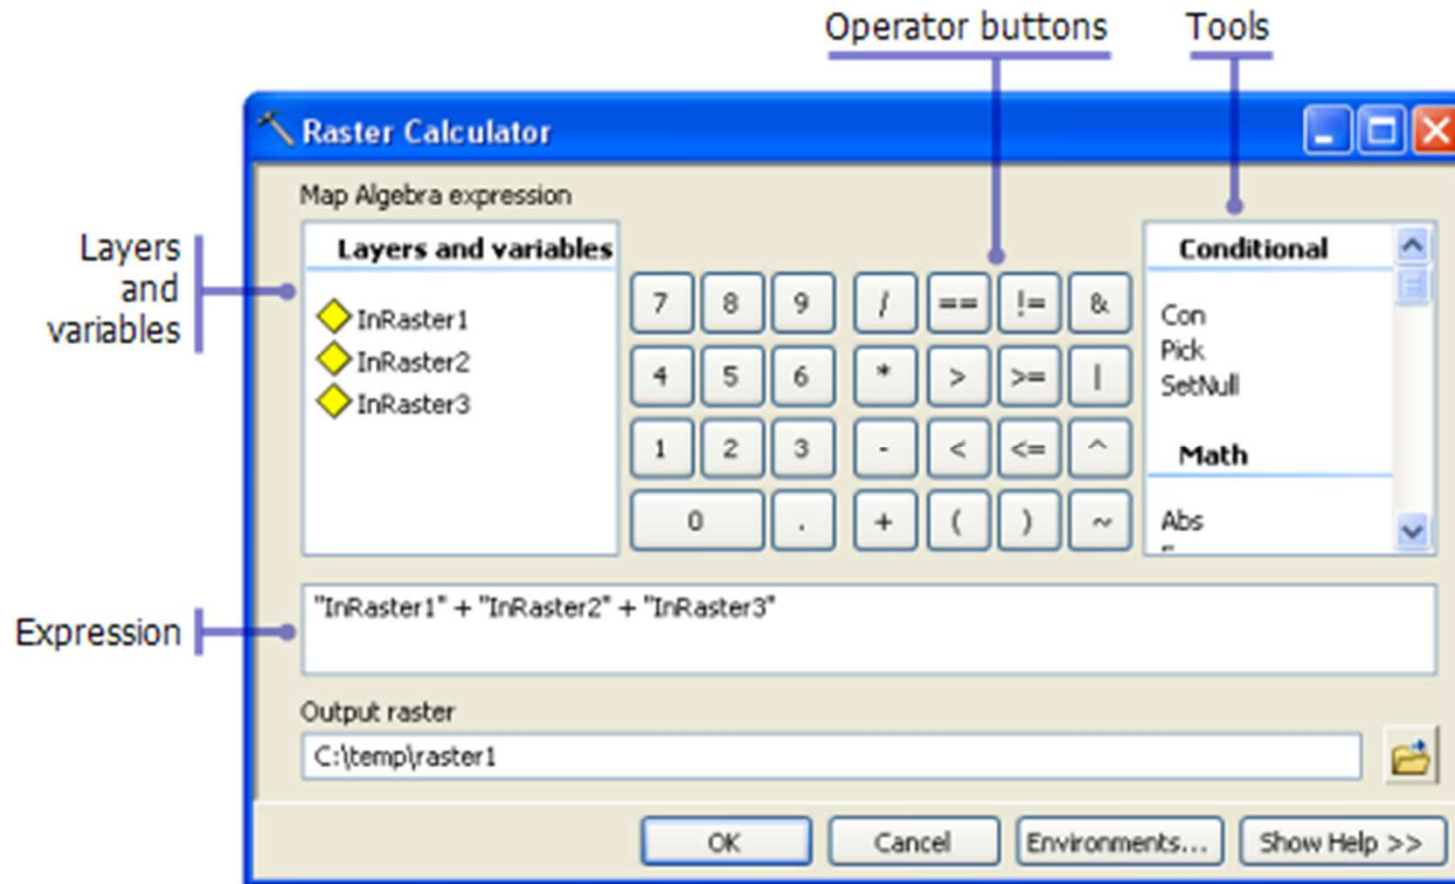 Operator buttons
Tools
Raster Calculator
Map Algebra expression
Layers and variables
Layers and variables
InRaster1
InRaster2
InRaster3
7 8 9 / == != &
4 5 6 * > >= |
1 2 3 - < <= ^
0 . + ( ) ~
Conditional
Con
Pick
SetNull
Math
Abs
Expression
"InRaster1" + "InRaster2" + "InRaster3"
Output raster
C:\temp\raster1
OK
Cancel
Environments...
Show Help >>